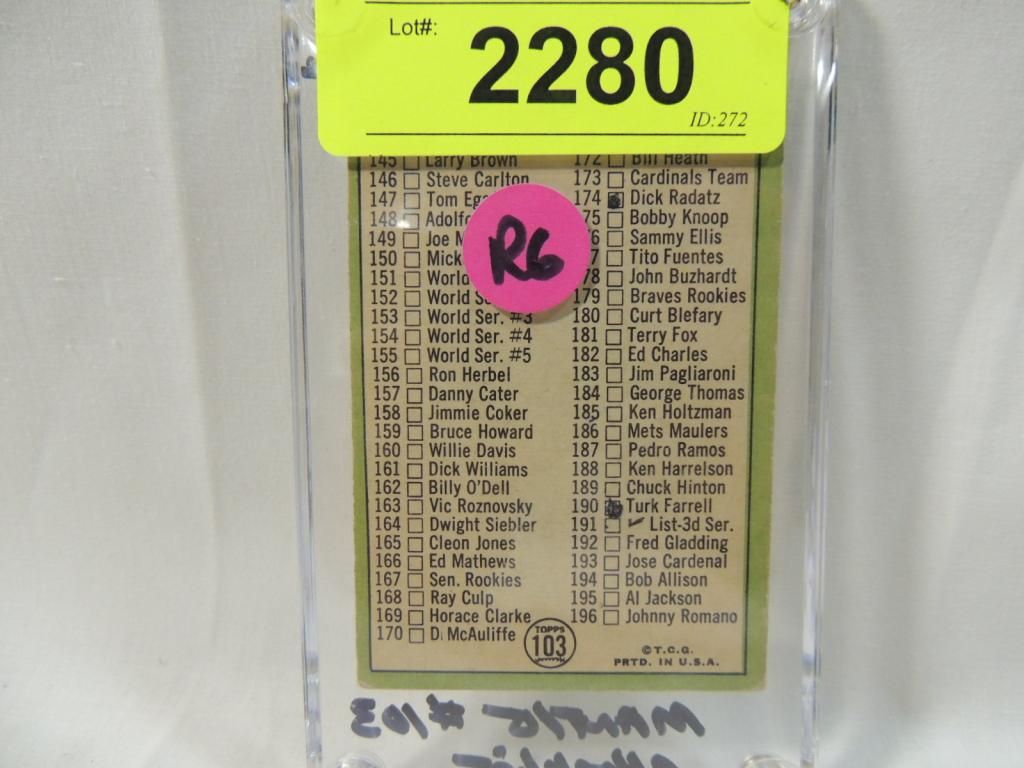 Lot#: 2280
ID:272
R6
145 Larry Brown
146 Steve Carlton
147 Tom Ega
148 Adolfo
149 Joe M
150 Mick
151 World
152 World Se
153 World Ser. #3
154 World Ser. #4
155 World Ser. #5
156 Ron Herbel
157 Danny Cater
158 Jimmie Coker
159 Bruce Howard
160 Willie Davis
161 Dick Williams
162 Billy O'Dell
163 Vic Roznovsky
164 Dwight Siebler
165 Cleon Jones
166 Ed Mathews
167 Sen. Rookies
168 Ray Culp
169 Horace Clarke
170 D. McAuliffe
172 Bill Heath
173 Cardinals Team
174 Dick Radatz
75 Bobby Knoop
6 Sammy Ellis
7 Tito Fuentes
78 John Buzhardt
179 Braves Rookies
180 Curt Blefary
181 Terry Fox
182 Ed Charles
183 Jim Pagliaroni
184 George Thomas
185 Ken Holtzman
186 Mets Maulers
187 Pedro Ramos
188 Ken Harrelson
189 Chuck Hinton
190 Turk Farrell
191 ✓ List-3d Ser.
192 Fred Gladding
193 Jose Cardenal
194 Bob Allison
195 Al Jackson
196 Johnny Romano
TOPPS
103
©T.C.G.
PRTD. IN U.S.A.
MANTLE #103